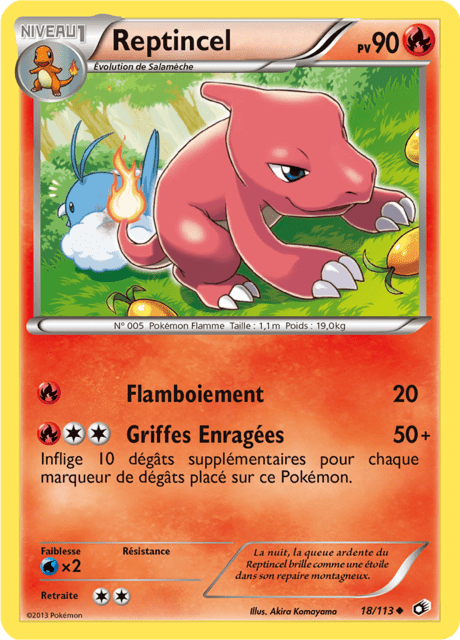 NIVEAU 1
Reptincel
PV 90
Évolution de Salamèche
N° 005 Pokémon Flamme Taille : 1,1m Poids : 19,0kg
Flamboiement 20
Griffes Enragées 50+
Inflige 10 dégâts supplémentaires pour chaque
marqueur de dégâts placé sur ce Pokémon.
Faiblesse Résistance
×2
Retraite
La nuit, la queue ardente du
Reptincel brille comme une étoile
dans son repaire montagneux.
©2013 Pokémon
Illus. Akira Komayama
18/113